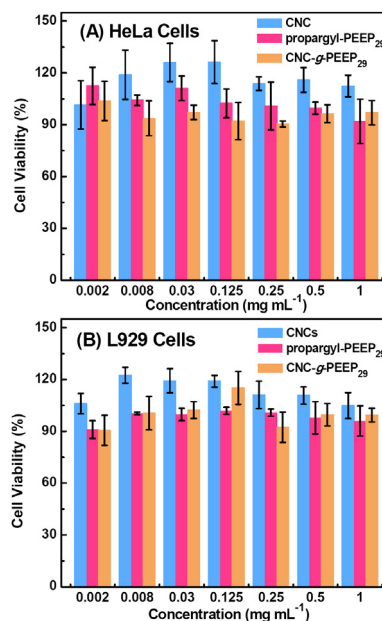 (A) HeLa Cells
CNC
propargyl-PEEP29
CNC-g-PEEP29
Cell Viability (%)
150
120
90
60
30
0
0.002 0.008 0.03 0.125 0.25 0.5 1
Concentration (mg mL-1)
(B) L929 Cells
CNCs
propargyl-PEEP29
CNC-g-PEEP29
Cell Viability (%)
150
120
90
60
30
0
0.002 0.008 0.03 0.125 0.25 0.5 1
Concentration (mg mL-1)